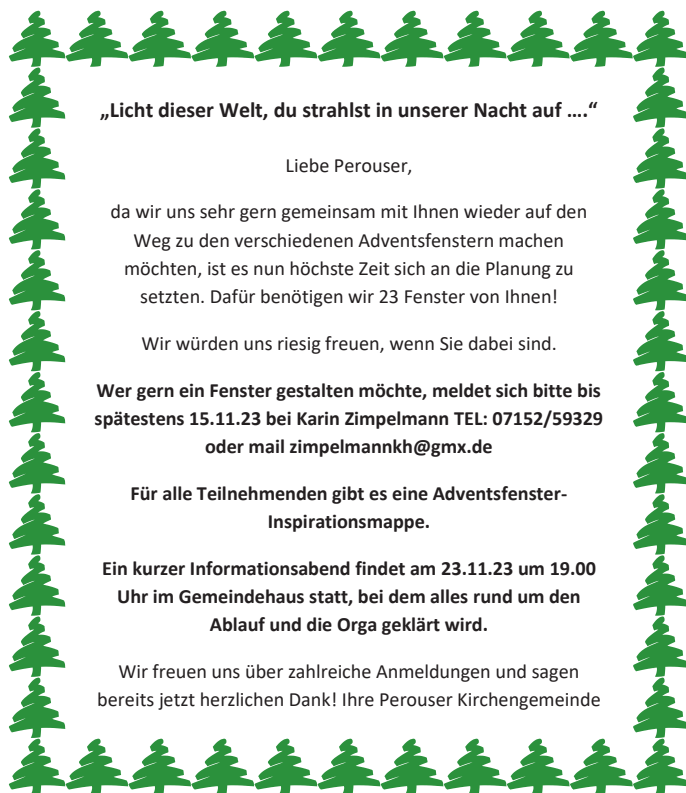 „Licht dieser Welt, du strahlst in unserer Nacht auf ….“
Liebe Perouser,
da wir uns sehr gern gemeinsam mit Ihnen wieder auf den
Weg zu den verschiedenen Adventsfenstern machen
möchten, ist es nun höchste Zeit sich an die Planung zu
setzten. Dafür benötigen wir 23 Fenster von Ihnen!
Wir würden uns riesig freuen, wenn Sie dabei sind.
Wer gern ein Fenster gestalten möchte, meldet sich bitte bis
spätestens 15.11.23 bei Karin Zimpelmann TEL: 07152/59329
oder mail zimpelmannkh@gmx.de
Für alle Teilnehmenden gibt es eine Adventsfenster-
Inspirationsmappe.
Ein kurzer Informationsabend findet am 23.11.23 um 19.00
Uhr im Gemeindehaus statt, bei dem alles rund um den
Ablauf und die Orga geklärt wird.
Wir freuen uns über zahlreiche Anmeldungen und sagen
bereits jetzt herzlichen Dank! Ihre Perouser Kirchengemeinde